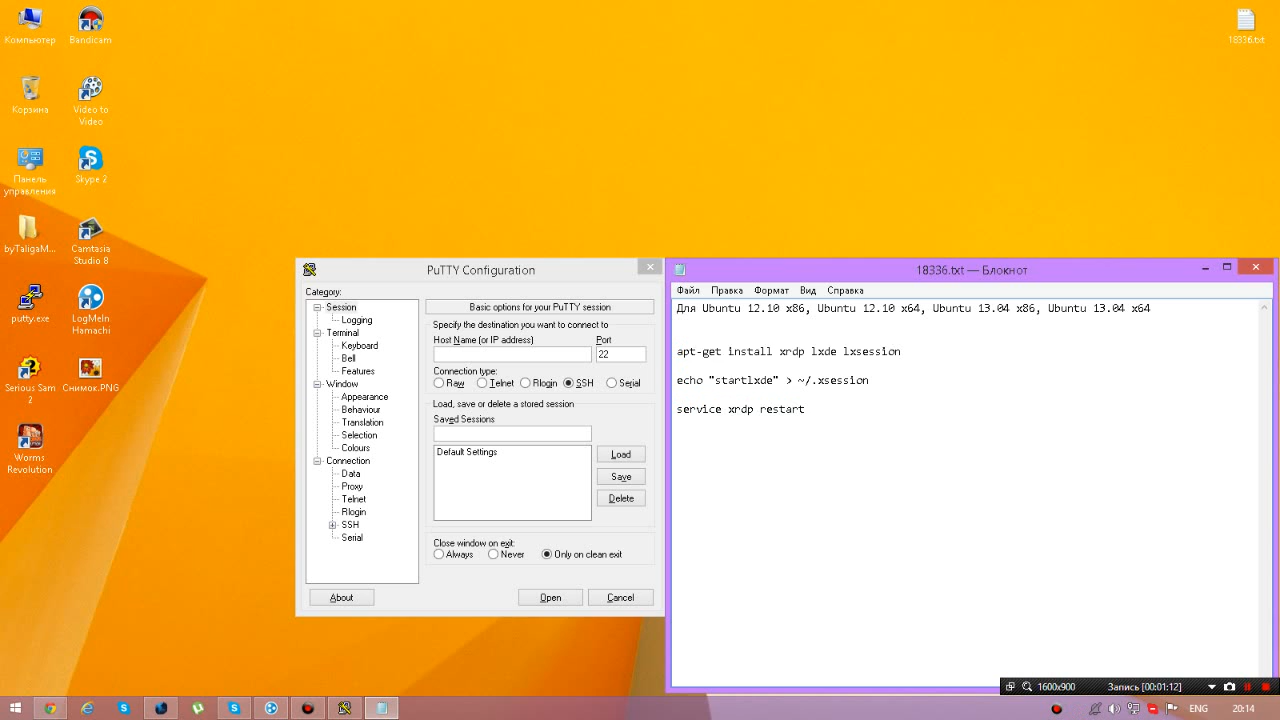 Компьютер
Bandicam
18336.txt
Корзина
Video to
Video
Панель
управления
Skype 2
byTaligaM...
Camtasia
Studio 8
putty.exe
LogMeIn
Hamachi
Serious Sam
2
Снимок.PNG
Worms
Revolution
PuTTY Configuration
Category:
Session
Logging
Terminal
Keyboard
Bell
Features
Window
Appearance
Behaviour
Translation
Selection
Colours
Connection
Data
Proxy
Telnet
Rlogin
SSH
Serial
Basic options for your PuTTY session
Specify the destination you want to connect to
Host Name (or IP address)
Port
22
Connection type:
Raw
Telnet
Rlogin
SSH
Serial
Load, save or delete a stored session
Saved Sessions
Default Settings
Load
Save
Delete
Close window on exit:
Always
Never
Only on clean exit
About
Open
Cancel
18336.txt — Блокнот
Файл Правка Формат Вид Справка
Для Ubuntu 12.10 x86, Ubuntu 12.10 x64, Ubuntu 13.04 x86, Ubuntu 13.04 x64
apt-get install xrdp lxde lxsession
echo "startlxde" > ~/.xsession
service xrdp restart
1600x900
Запись [00:01:12]
ENG
20:14